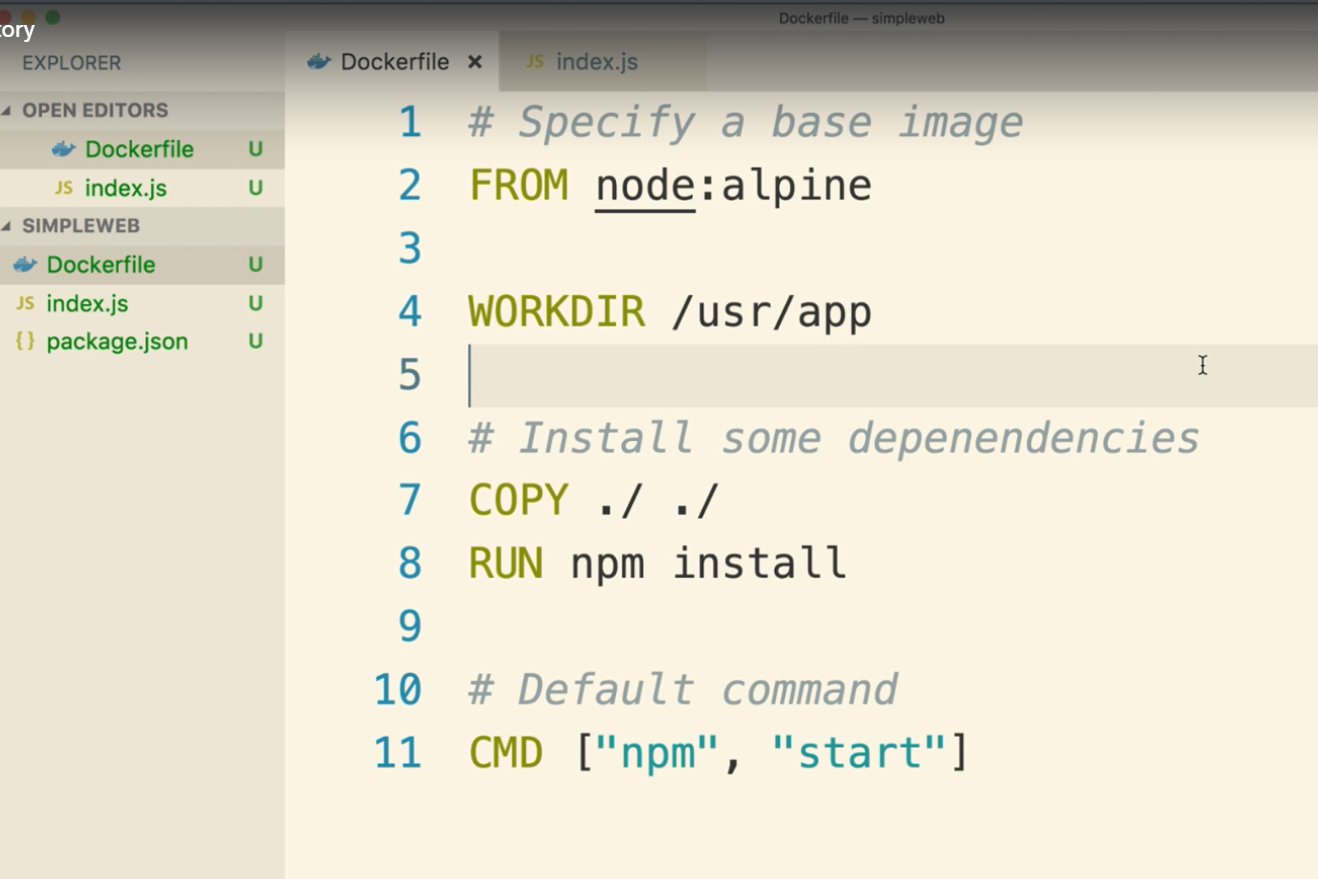 Dockerfile — simpleweb
tory
EXPLORER
OPEN EDITORS
Dockerfile U
JS index.js U
SIMPLEWEB
Dockerfile U
JS index.js U
{} package.json U
Dockerfile × JS index.js
1 # Specify a base image
2 FROM node:alpine
3
4 WORKDIR /usr/app
5
6 # Install some depenendencies
7 COPY ./ ./
8 RUN npm install
9
10 # Default command
11 CMD ["npm", "start"]